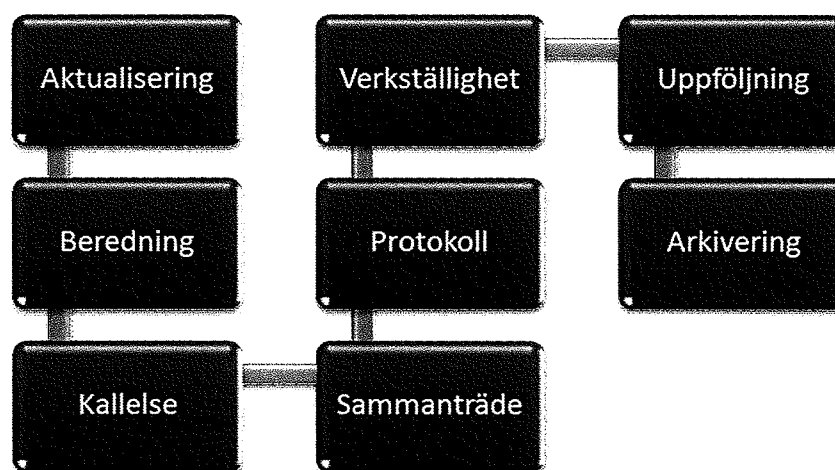 Aktualisering
Beredning
Kallelse
Sammanträde
Protokoll
Verkställighet
Uppföljning
Arkivering